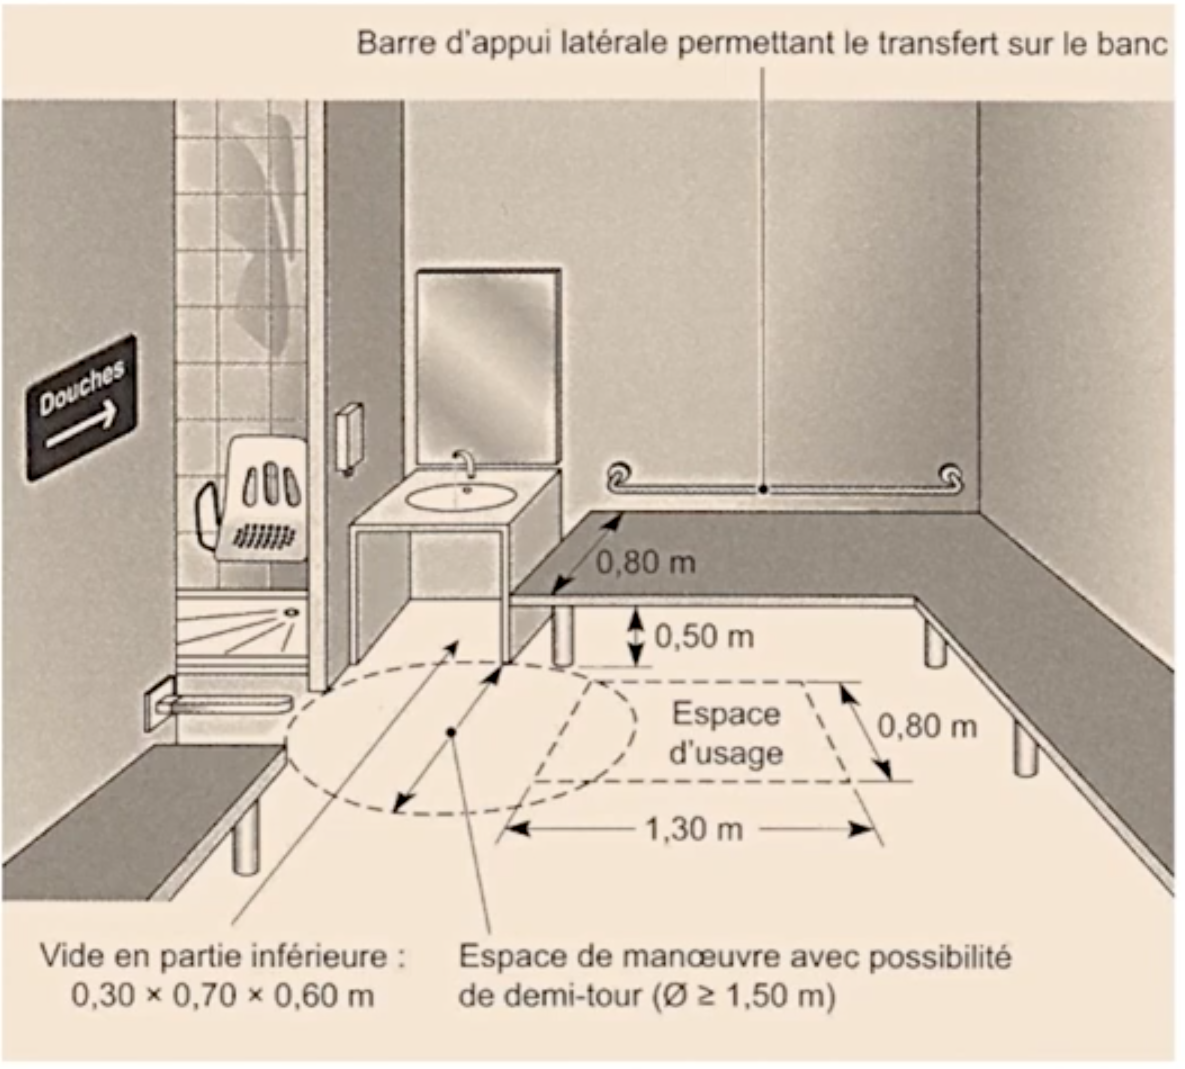 Barre d'appui latérale permettant le transfert sur le banc
Douches
0,80 m
0,50 m
Espace
d'usage
0,80 m
1,30 m
Vide en partie inférieure :
0,30 × 0,70 × 0,60 m
Espace de manœuvre avec possibilité
de demi-tour (Ø ≥ 1,50 m)